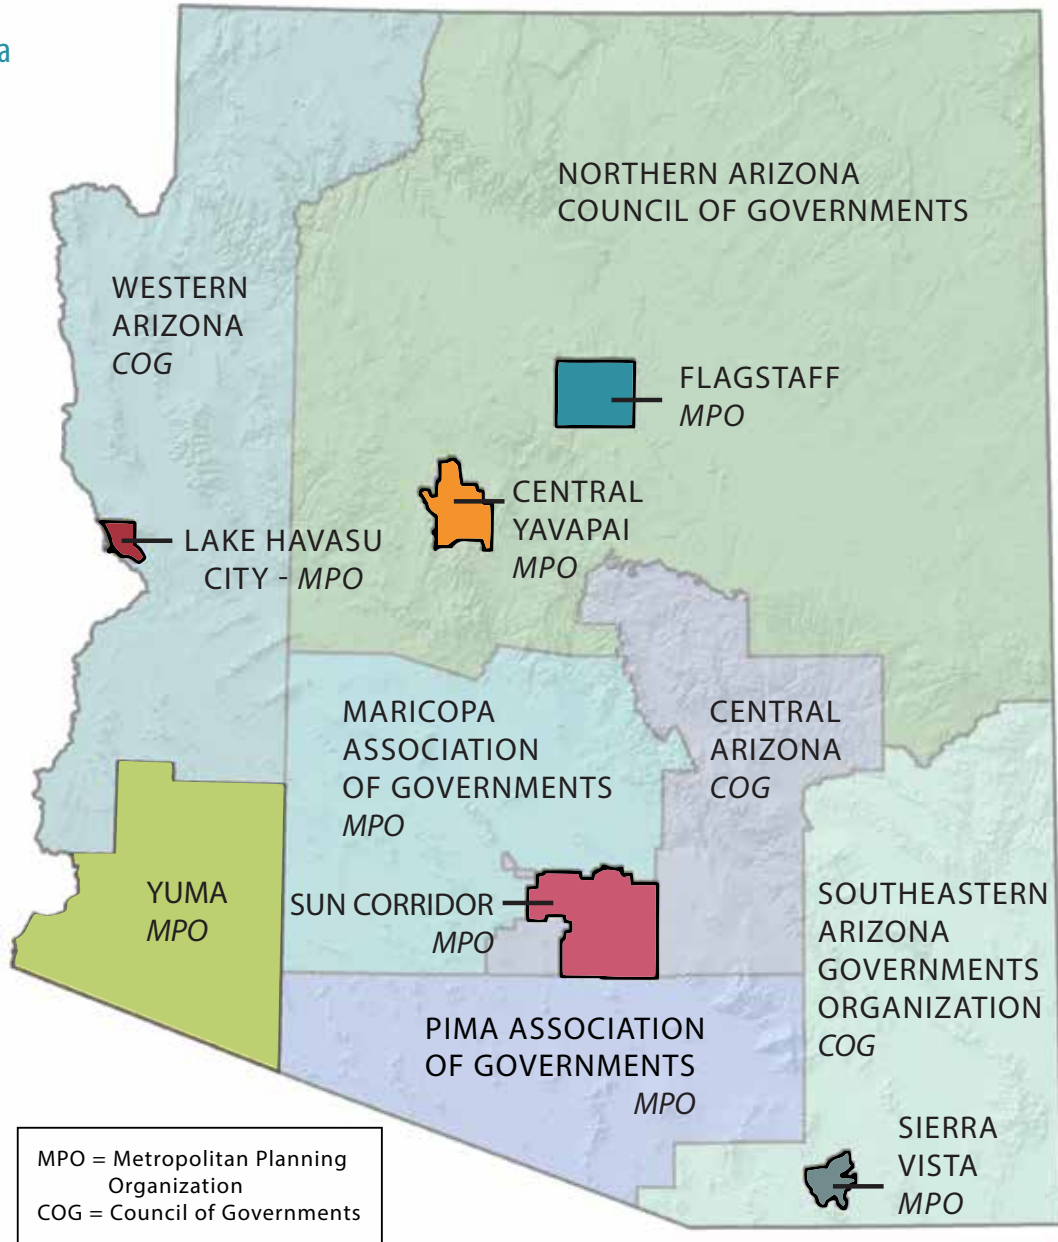 a
NORTHERN ARIZONA
COUNCIL OF GOVERNMENTS
WESTERN
ARIZONA
COG
FLAGSTAFF
MPO
CENTRAL
YAVAPAI
MPO
LAKE HAVASU
CITY - MPO
MARICOPA
ASSOCIATION
OF GOVERNMENTS
MPO
CENTRAL
ARIZONA
COG
YUMA
MPO
SUN CORRIDOR
MPO
SOUTHEASTERN
ARIZONA
GOVERNMENTS
ORGANIZATION
COG
PIMA ASSOCIATION
OF GOVERNMENTS
MPO
SIERRA
VISTA
MPO
MPO = Metropolitan Planning
Organization
COG = Council of Governments